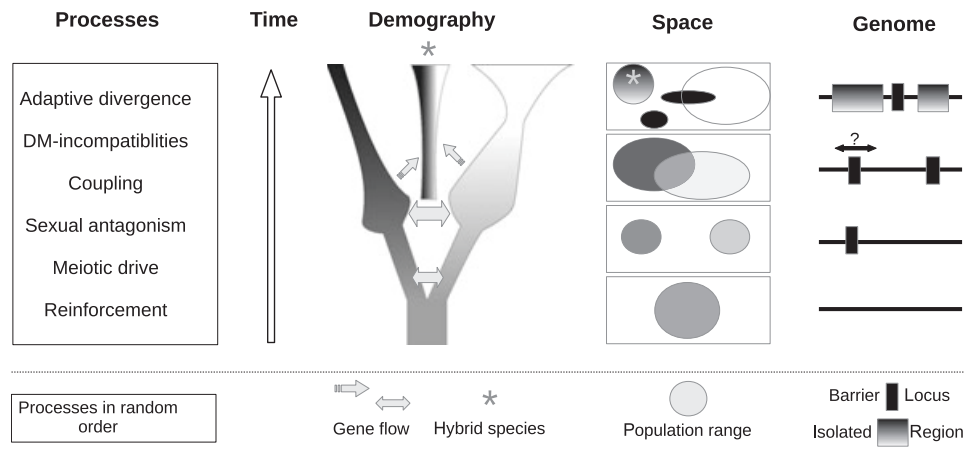 Processes
Time
Demography
Space
Genome
*
*
Adaptive divergence
DM-incompatiblities
Coupling
Sexual antagonism
Meiotic drive
Reinforcement
?
Processes in random
order
Gene flow
*
Hybrid species
Population range
Barrier Locus
Isolated Region